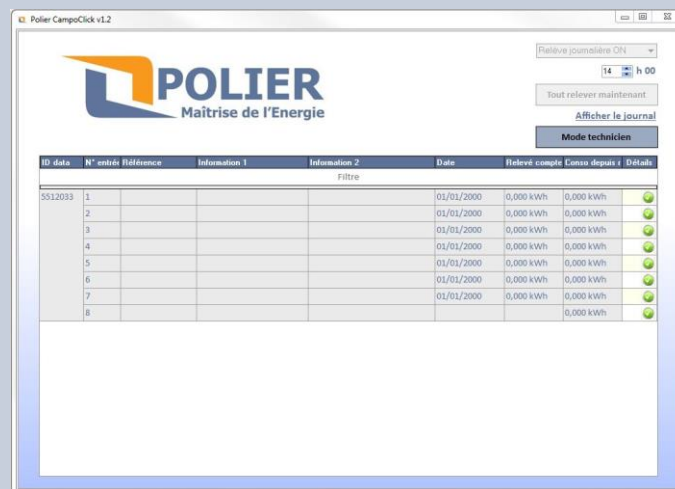 Polier CampoClick v1.2
Relève journalière ON
14 h 00
POLIER
Maîtrise de l'Energie
Tout relever maintenant
Afficher le journal
Mode technicien
ID data N° entrée Référence Information 1 Information 2 Date Relevé compte Conso depuis r Détails
Filtre
5512033 1 01/01/2000 0,000 kWh 0,000 kWh
2 01/01/2000 0,000 kWh 0,000 kWh
3 01/01/2000 0,000 kWh 0,000 kWh
4 01/01/2000 0,000 kWh 0,000 kWh
5 01/01/2000 0,000 kWh 0,000 kWh
6 01/01/2000 0,000 kWh 0,000 kWh
7 01/01/2000 0,000 kWh 0,000 kWh
8 0,000 kWh